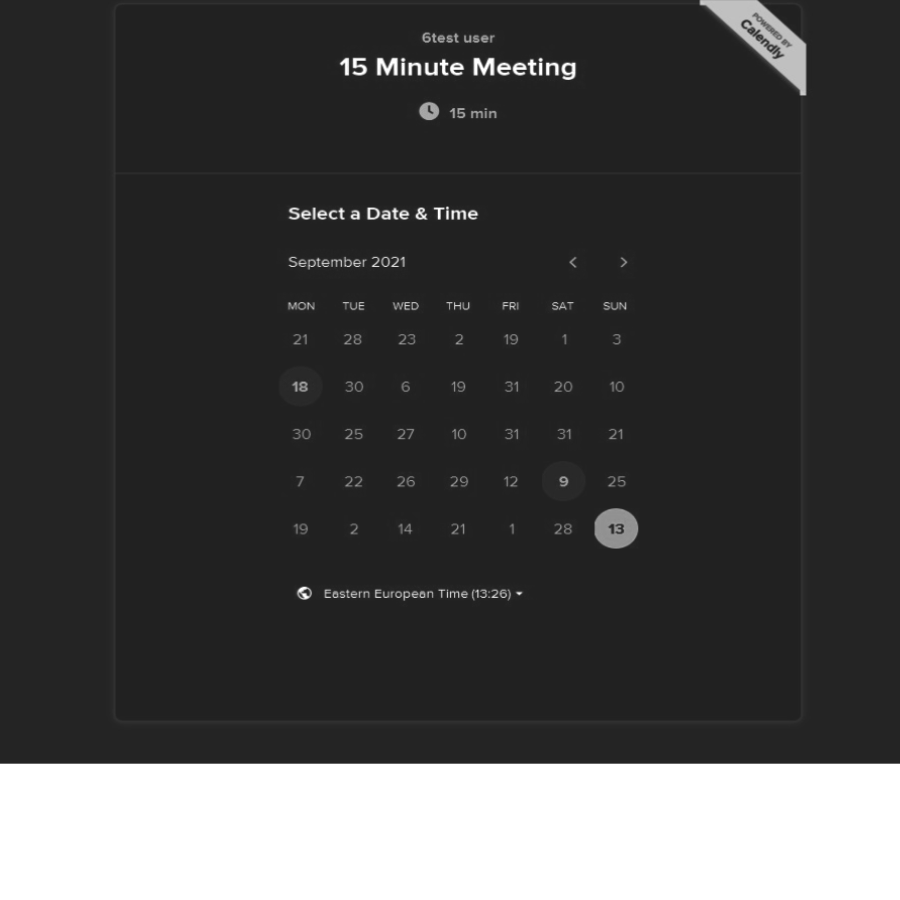 POWERED BY
Calendly
6test user
15 Minute Meeting
15 min
Select a Date & Time
September 2021
MON TUE WED THU FRI SAT SUN
21 28 23 2 19 1 3
18 30 6 19 31 20 10
30 25 27 10 31 31 21
7 22 26 29 12 9 25
19 2 14 21 1 28 13
Eastern European Time (13:26)